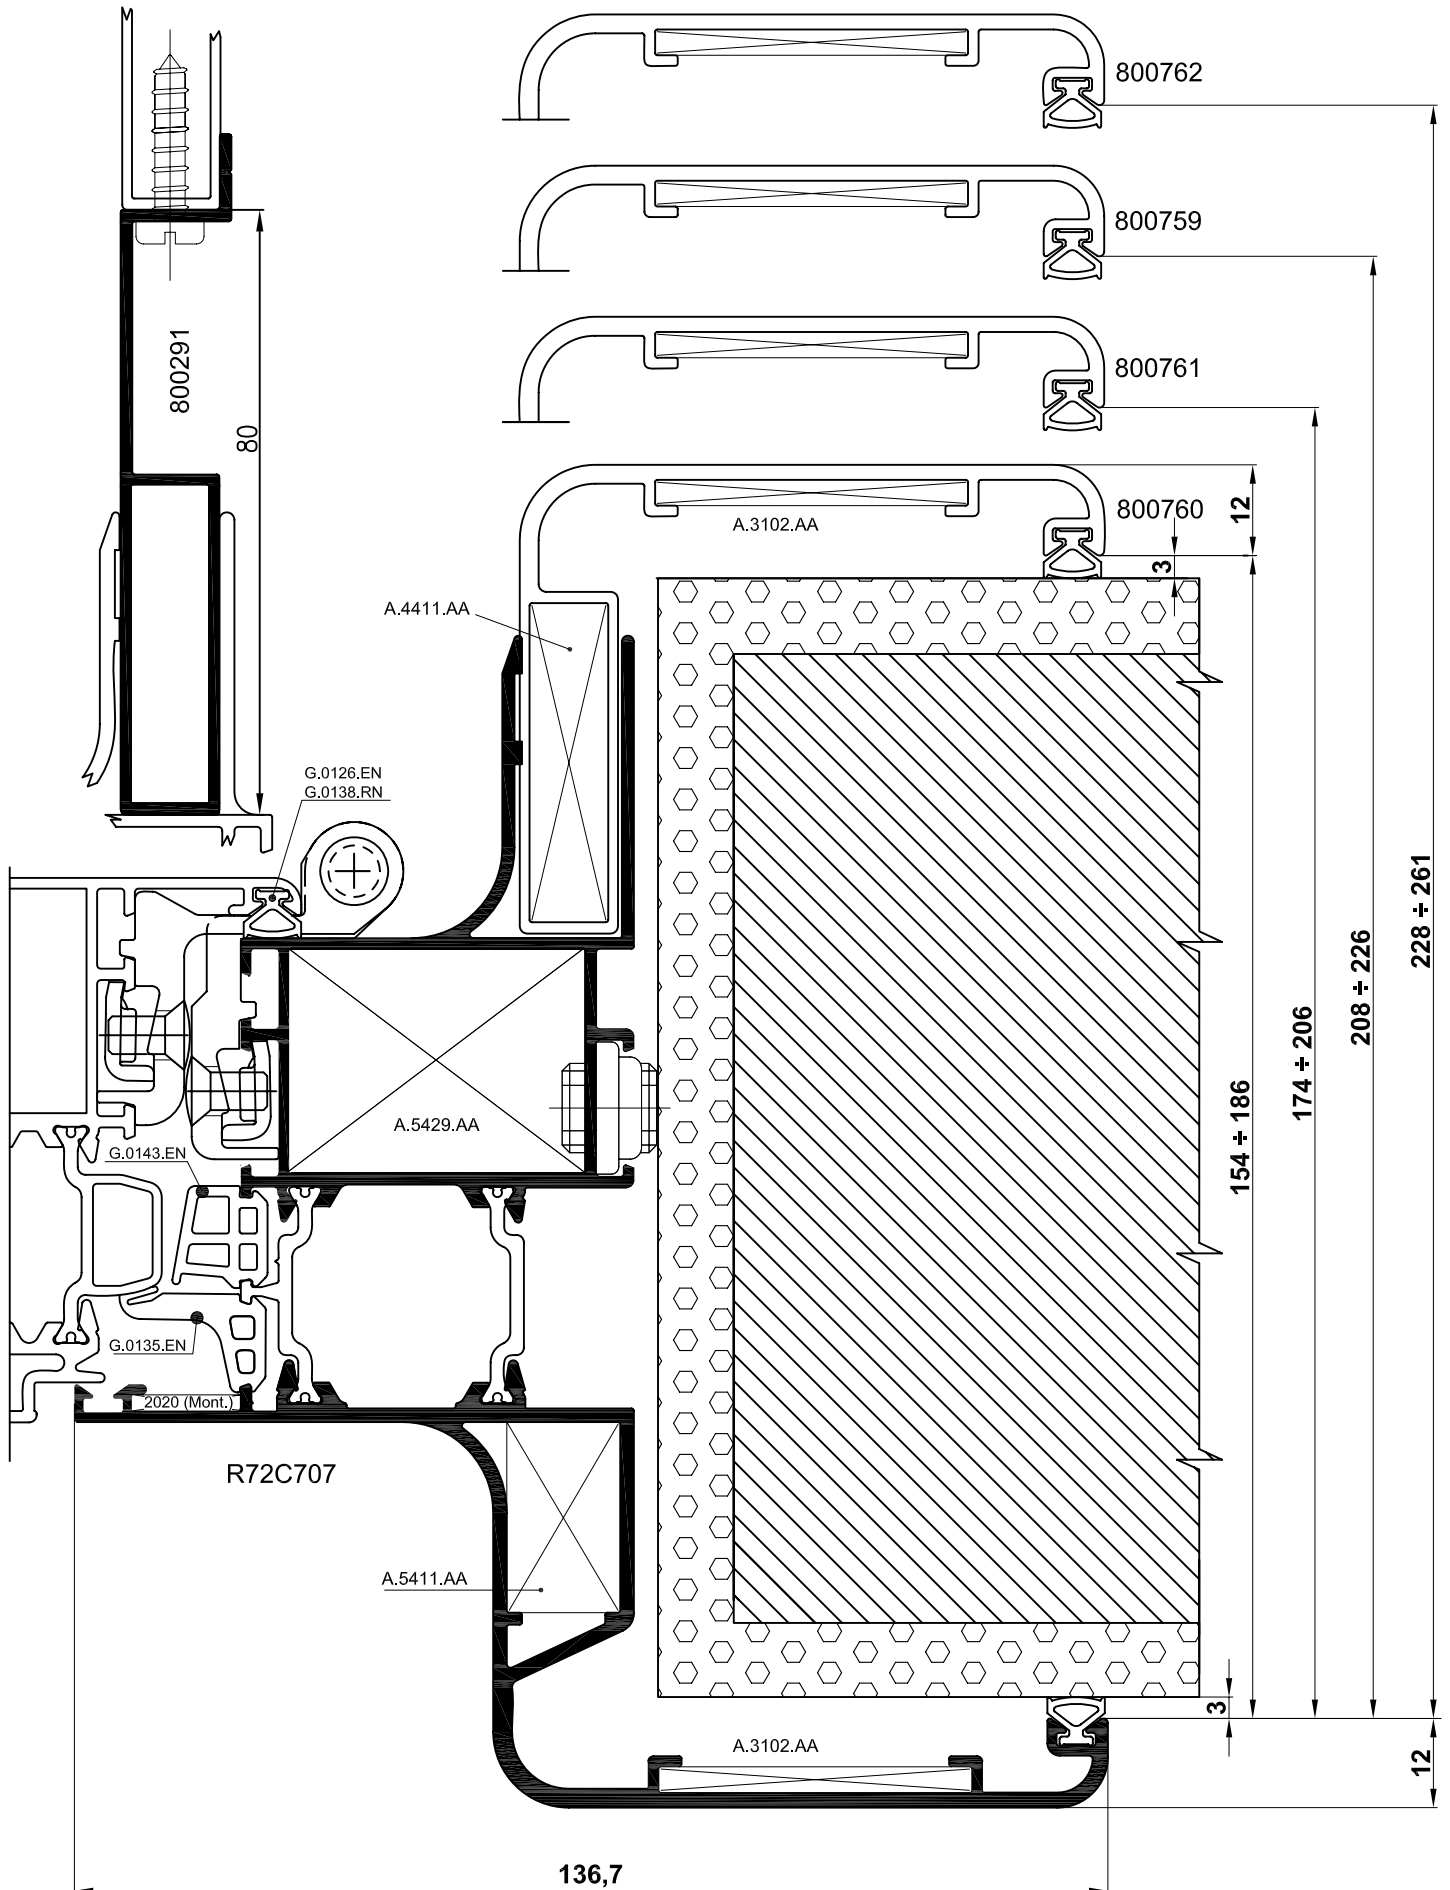 800762
800759
800761
800760
12
3
A.3102.AA
800291
80
A.4411.AA
G.0126.EN
G.0138.RN
228 ÷ 261
208 ÷ 226
174 ÷ 206
154 ÷ 186
A.5429.AA
G.0143.EN
G.0135.EN
2020 (Mont.)
R72C707
A.5411.AA
3
A.3102.AA
12
136,7